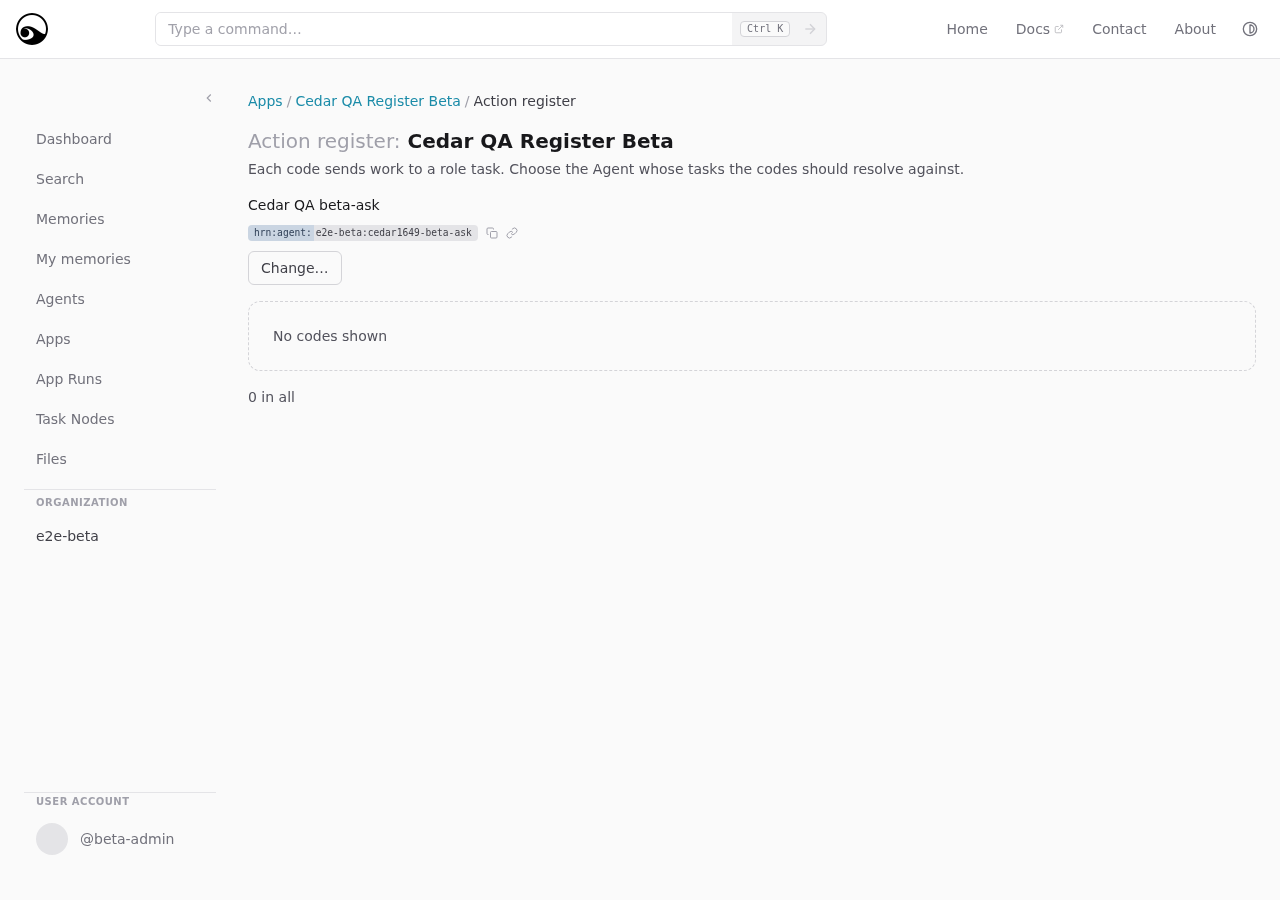 Type a command...
Ctrl K
Home
Docs
Contact
About
Apps / Cedar QA Register Beta / Action register
Action register: Cedar QA Register Beta
Each code sends work to a role task. Choose the Agent whose tasks the codes should resolve against.
Cedar QA beta-ask
hrn:agent:e2e-beta:cedar1649-beta-ask
Change...
No codes shown
0 in all
Dashboard
Search
Memories
My memories
Agents
Apps
App Runs
Task Nodes
Files
ORGANIZATION
e2e-beta
USER ACCOUNT
@beta-admin